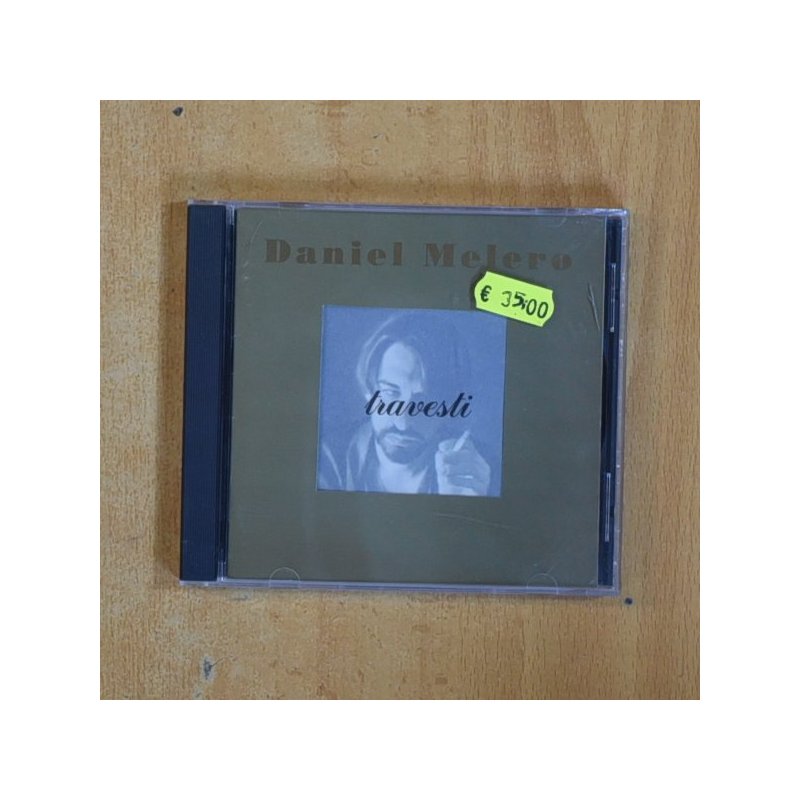 Daniel Melero
€ 35,00
travesti